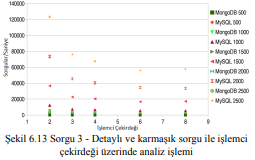 140000
120000
100000
80000
60000
40000
20000
0
Sorgular/Saniye
1 2 3 4 5 6 7 8 9
İşlemci Çekirdeği
MongoDB 500
MySQL 500
MongoDB 1000
MySQL 1000
MongoDB 1500
MySQL 1500
MongoDB 2000
MySQL 2000
MongoDB 2500
MySQL 2500
Şekil 6.13 Sorgu 3 - Detaylı ve karmaşık sorgu ile işlemci
çekirdeği üzerinde analiz işlemi